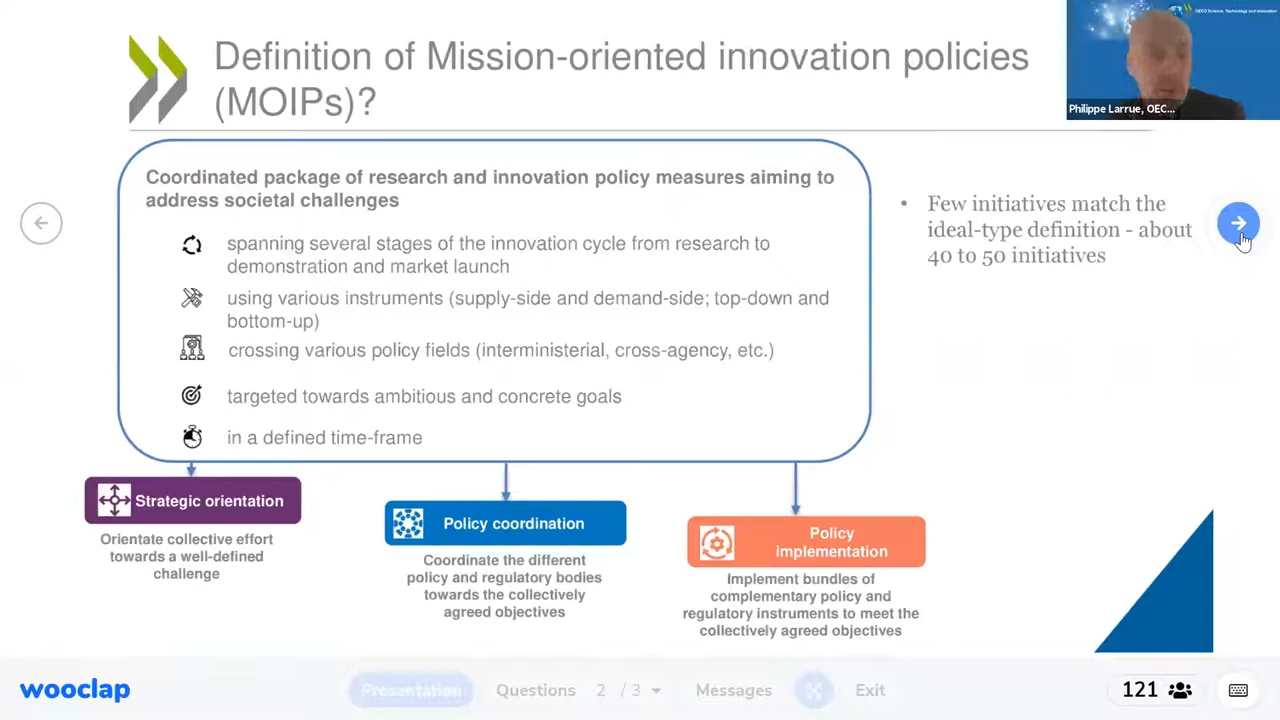 Definition of Mission-oriented innovation policies
(MOIPs)?
OECD Science, Technology and Innovation
Philippe Larrue, OEC...
Coordinated package of research and innovation policy measures aiming to
address societal challenges
spanning several stages of the innovation cycle from research to
demonstration and market launch
using various instruments (supply-side and demand-side; top-down and
bottom-up)
crossing various policy fields (interministerial, cross-agency, etc.)
targeted towards ambitious and concrete goals
in a defined time-frame
• Few initiatives match the
ideal-type definition - about
40 to 50 initiatives
Strategic orientation
Orientate collective effort
towards a well-defined
challenge
Policy coordination
Coordinate the different
policy and regulatory bodies
towards the collectively
agreed objectives
Policy
implementation
Implement bundles of
complementary policy and
regulatory instruments to meet the
collectively agreed objectives
wooclap
Presentation
Questions
2 / 3
Messages
Exit
121